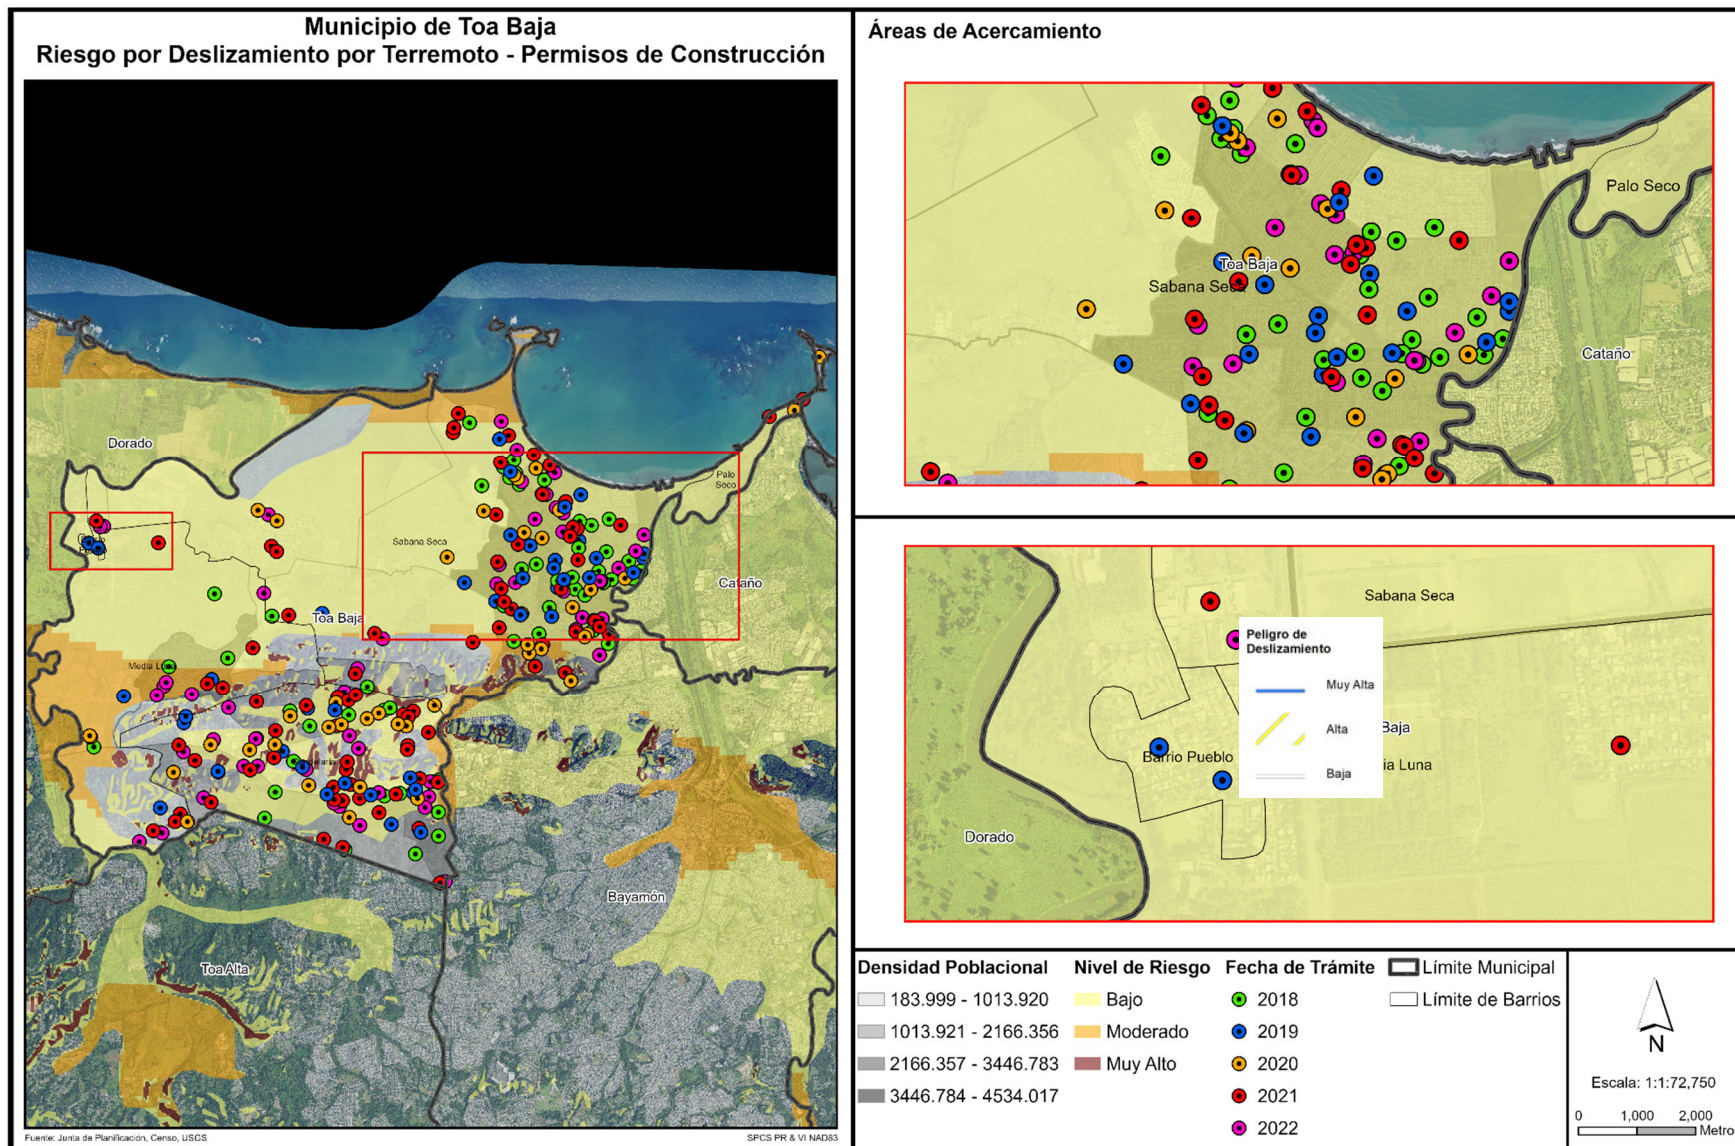 Municipio de Toa Baja
Riesgo por Deslizamiento por Terremoto - Permisos de Construcción
Dorado
Palo
Seco
Sabana Seca
Cataño
Toa Baja
Media Luna
Bayamón
Toa Alta
Fuente: Junta de Planificación, Censo, USGS
SPCS PR & VI NAD83
Áreas de Acercamiento
Palo Seco
Toa Baja
Sabana Seca
Cataño
Sabana Seca
Peligro de
Deslizamiento
Muy Alta
Alta
Baja
Baja
Barrio Pueblo
ia Luna
Dorado
Densidad Poblacional
183.999 - 1013.920
1013.921 - 2166.356
2166.357 - 3446.783
3446.784 - 4534.017
Nivel de Riesgo
Bajo
Moderado
Muy Alto
Fecha de Trámite
2018
2019
2020
2021
2022
Límite Municipal
Límite de Barrios
N
Escala: 1:1:72,750
0 1,000 2,000
Metro